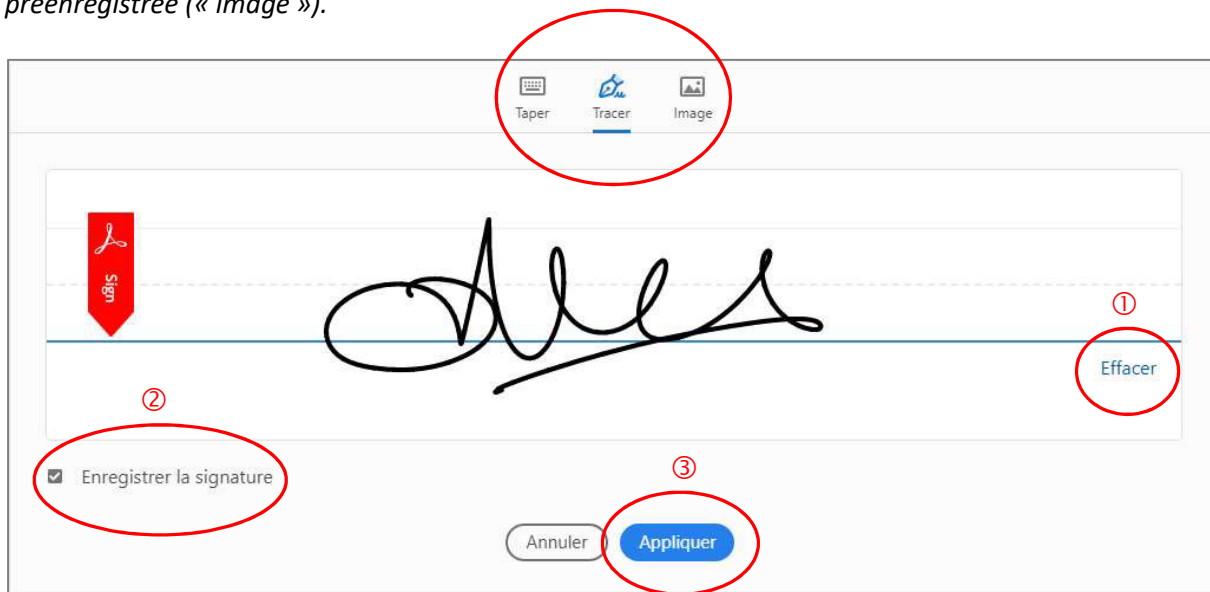 préenregistrée (« image »).
Taper Tracer Image
Sign
①
Effacer
②
Enregistrer la signature
③
Annuler Appliquer